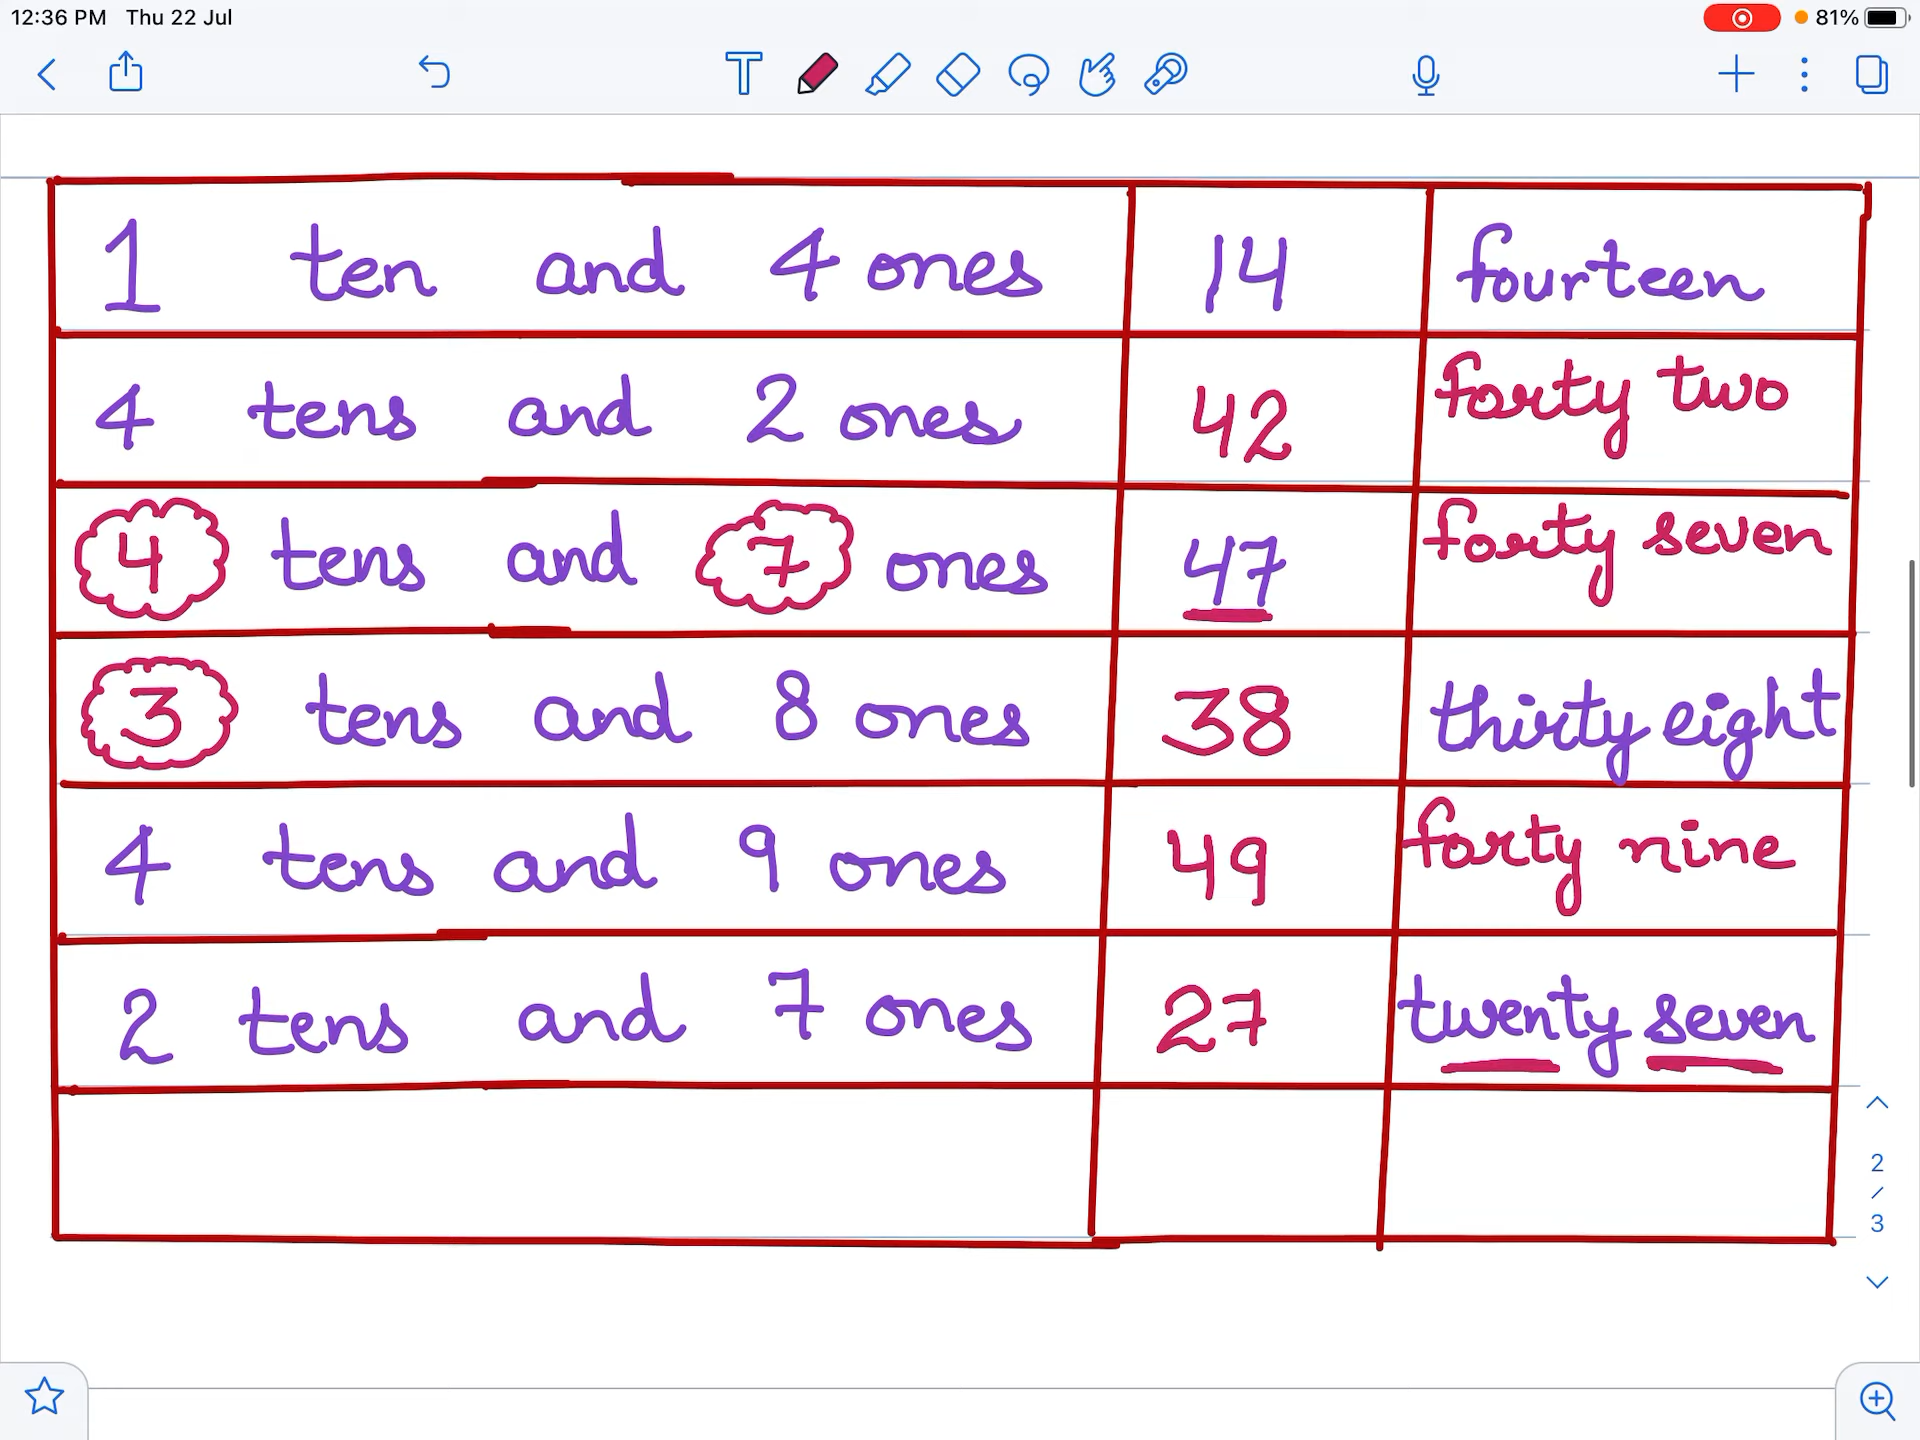 12:36 PM Thu 22 Jul 81%
T
1 ten and 4 ones 14 fourteen
4 tens and 2 ones 42 forty two
4 tens and 7 ones 47 forty seven
3 tens and 8 ones 38 thirty eight
4 tens and 9 ones 49 forty nine
2 tens and 7 ones 27 twenty seven
2
/
3